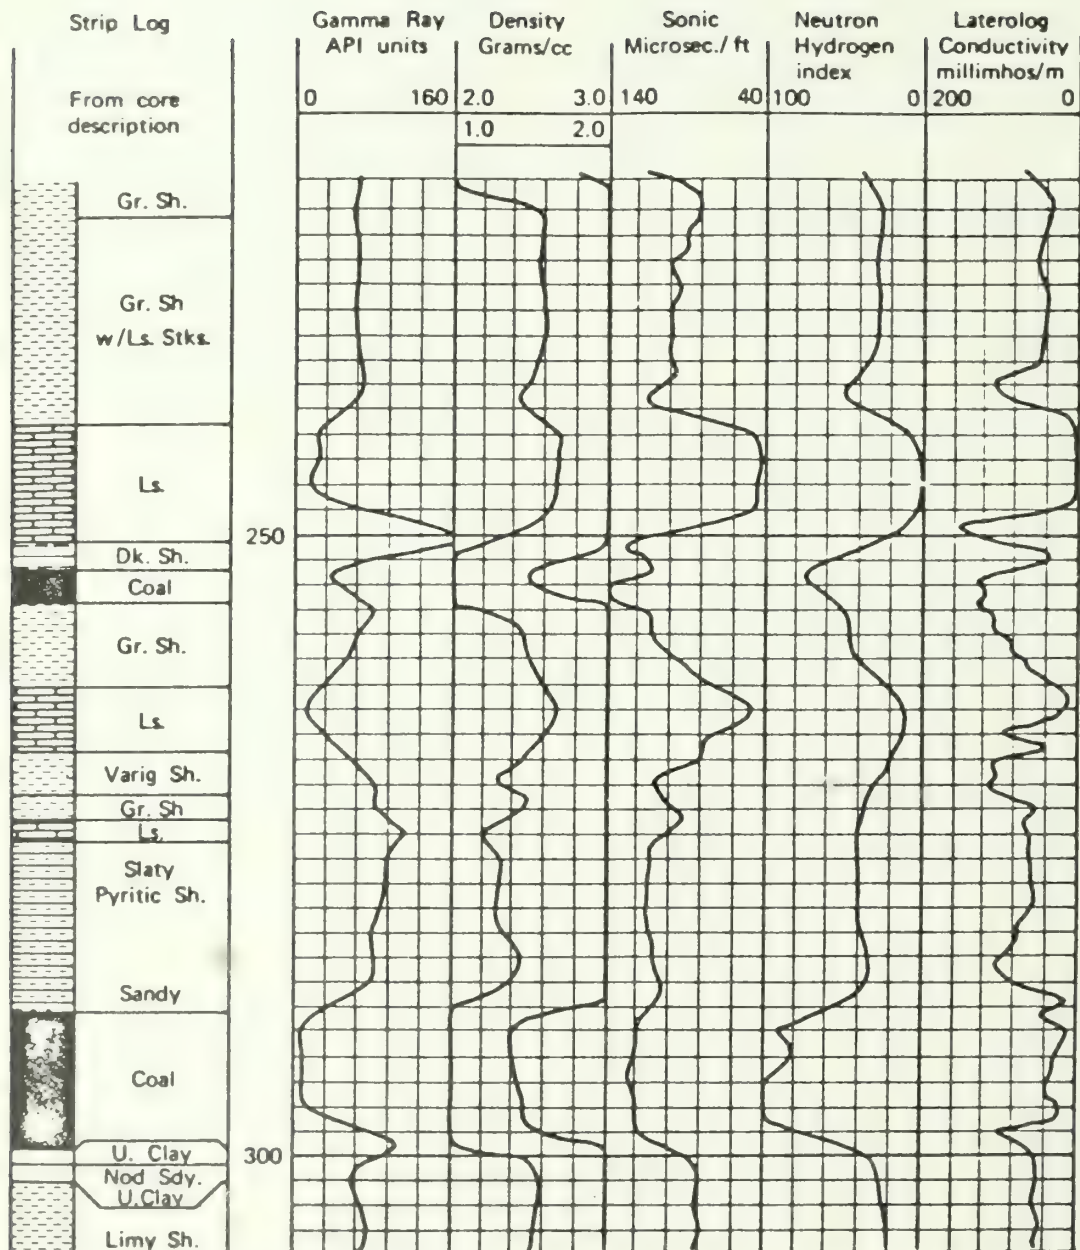 Strip Log
From core
description
Gamma Ray
API units
0 160
Density
Grams/cc
2.0 3.0
1.0 2.0
Sonic
Microsec./ft
140 40
Neutron
Hydrogen
index
100 0
Laterolog
Conductivity
millimhos/m
200 0
Gr. Sh.
Gr. Sh
w/Ls. Stks.
Ls.
250
Dk. Sh.
Coal
Gr. Sh.
Ls.
Varig Sh.
Gr. Sh
Ls.
Slaty
Pyritic Sh.
Sandy
Coal
300
U. Clay
Nod Sdy.
U.Clay
Limy Sh.